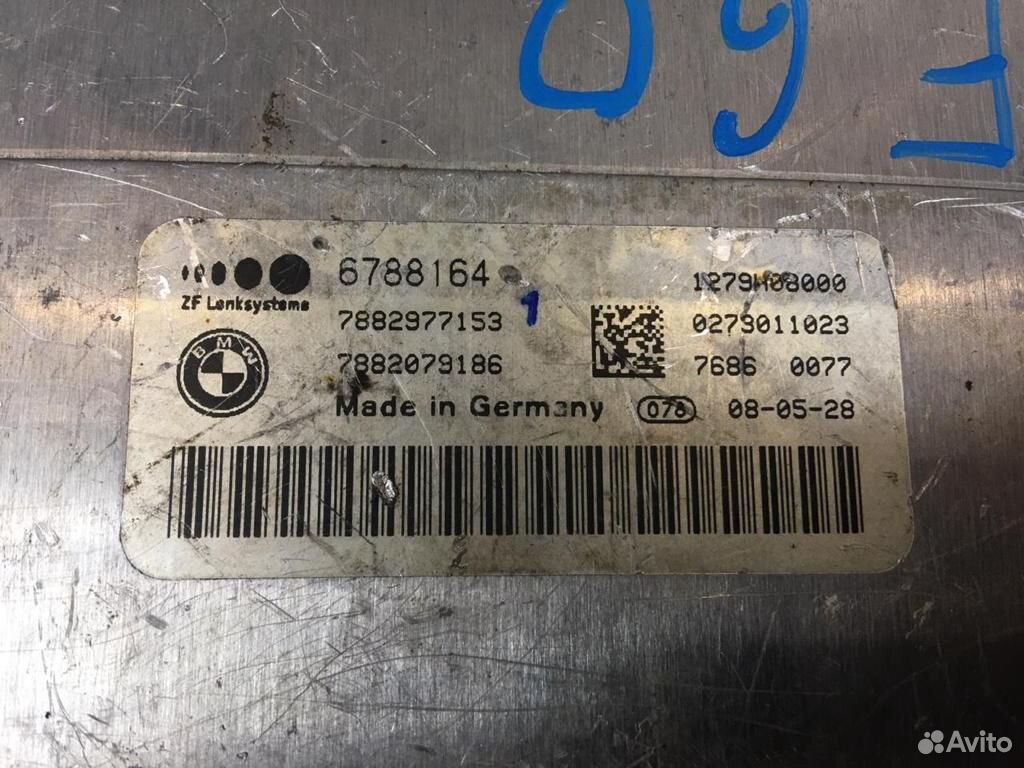 E60
6788164
1279H08000
ZF Lenksysteme
7882977153
1
0273011023
BMW
7882079186
7686 0077
Made in Germany
078
08-05-28
Avito